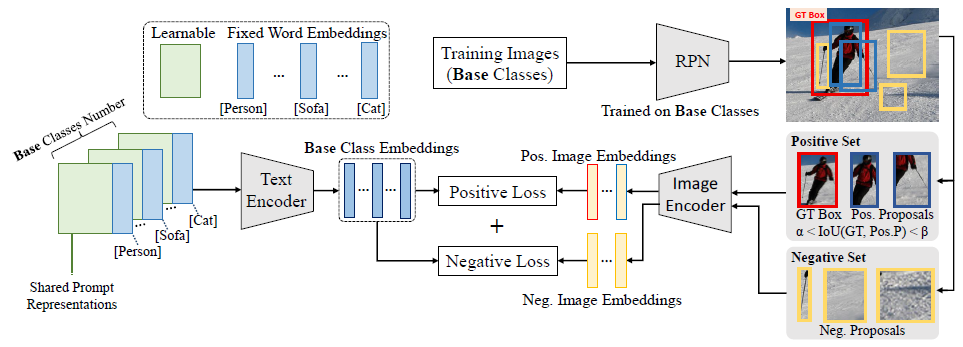 Learnable
Fixed Word Embeddings
... ...
[Person]
[Sofa]
[Cat]
Training Images
(Base Classes)
RPN
Trained on Base Classes
GT Box
Base Classes Number
...
[Cat]
...
[Sofa]
[Person]
Shared Prompt
Representations
Text
Encoder
Base Class Embeddings
... ...
Positive Loss
+
Negative Loss
Pos. Image Embeddings
...
...
Neg. Image Embeddings
Image
Encoder
Positive Set
GT Box
Pos. Proposals
α < IoU(GT, Pos.P) < β
Negative Set
Neg. Proposals